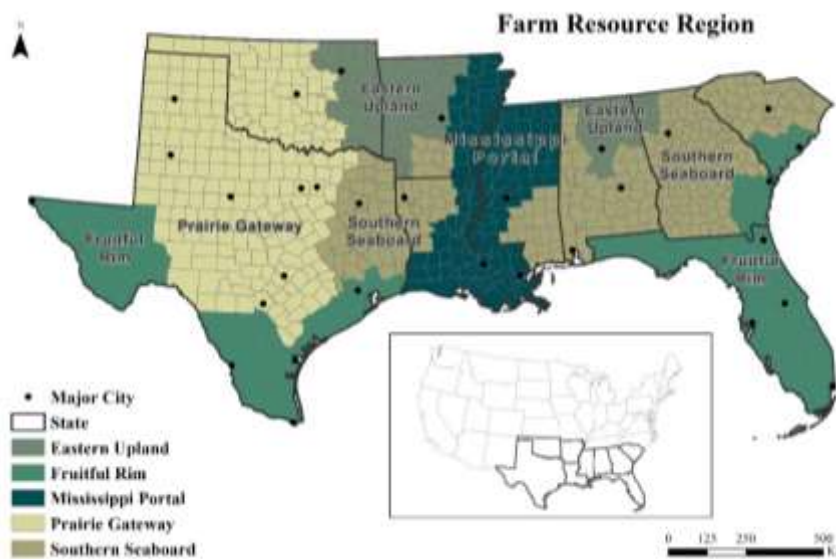 Farm Resource Region
N
Eastern
Upland
Eastern
Upland
Mississippi
Portal
Southern
Seaboard
Prairie Gateway
Southern
Seaboard
Fruitful
Rim
Fruitful
Rim
Major City
State
Eastern Upland
Fruitful Rim
Mississippi Portal
Prairie Gateway
Southern Seaboard
0 125 250 500